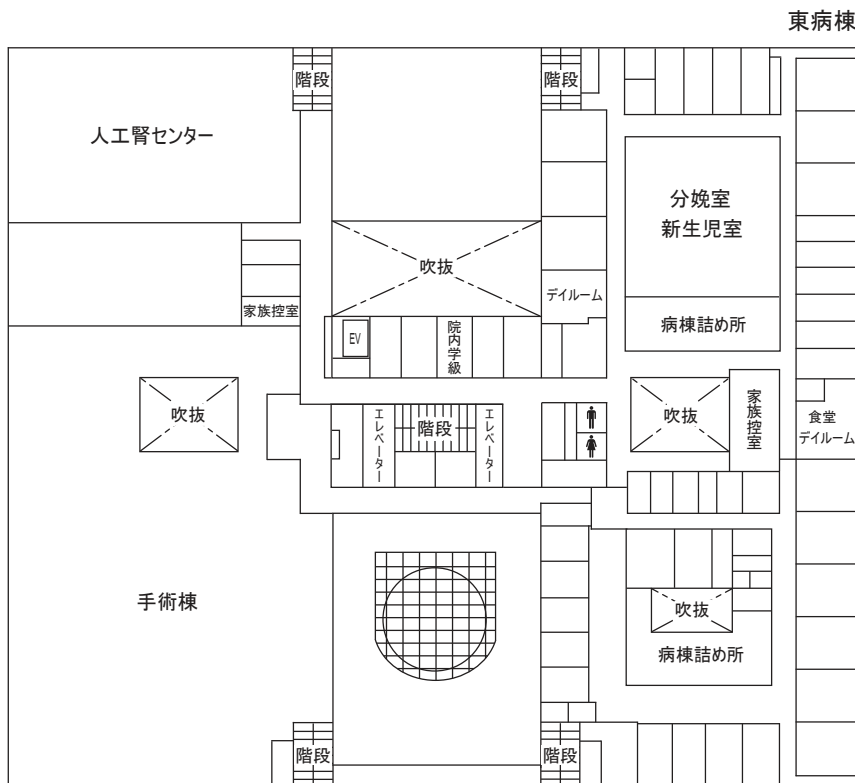 東病棟
階段
階段
人工腎センター
分娩室
新生児室
吹抜
デイルーム
家族控室
病棟詰め所
EV
院内学級
吹抜
エレベーター
階段
エレベーター
吹抜
家族控室
食堂
デイルーム
手術棟
吹抜
病棟詰め所
階段
階段